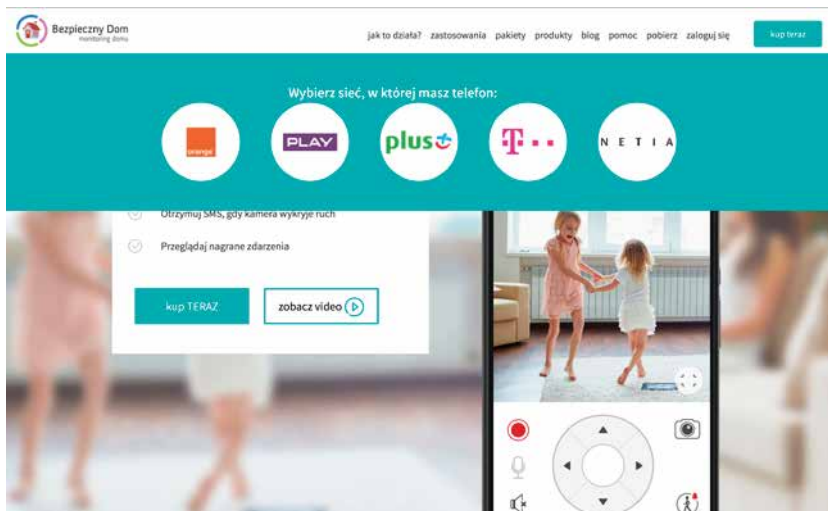 Bezpieczny Dom
monitoring domu
jak to działa? zastosowania pakiety produkty blog pomoc pobierz zaloguj się kup teraz
Wybierz sieć, w której masz telefon:
orange PLAY plus T NETIA
Otrzymuj SMS, gdy kamera wykryje ruch
Przeglądaj nagrane zdarzenia
kup TERAZ zobacz video